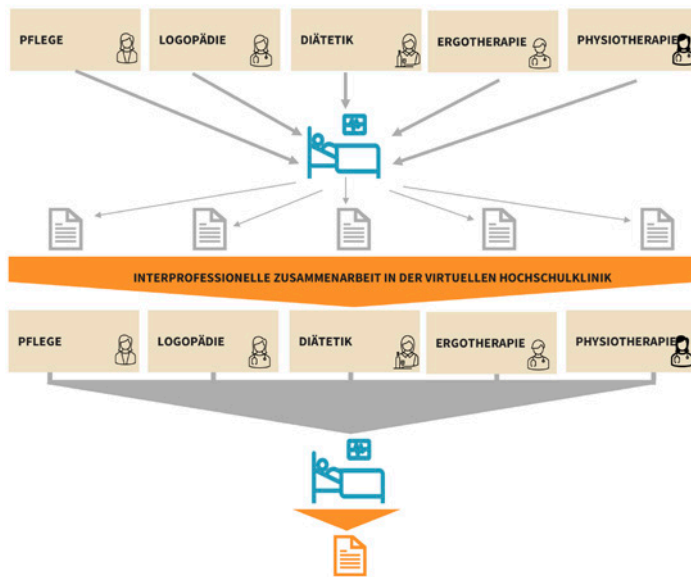 PFLEGE
LOGOPÄDIE
DIÄTETIK
ERGOTHERAPIE
PHYSIOTHERAPIE
INTERPROFESSIONELLE ZUSAMMENARBEIT IN DER VIRTUELLEN HOCHSCHULKLINIK
PFLEGE
LOGOPÄDIE
DIÄTETIK
ERGOTHERAPIE
PHYSIOTHERAPIE